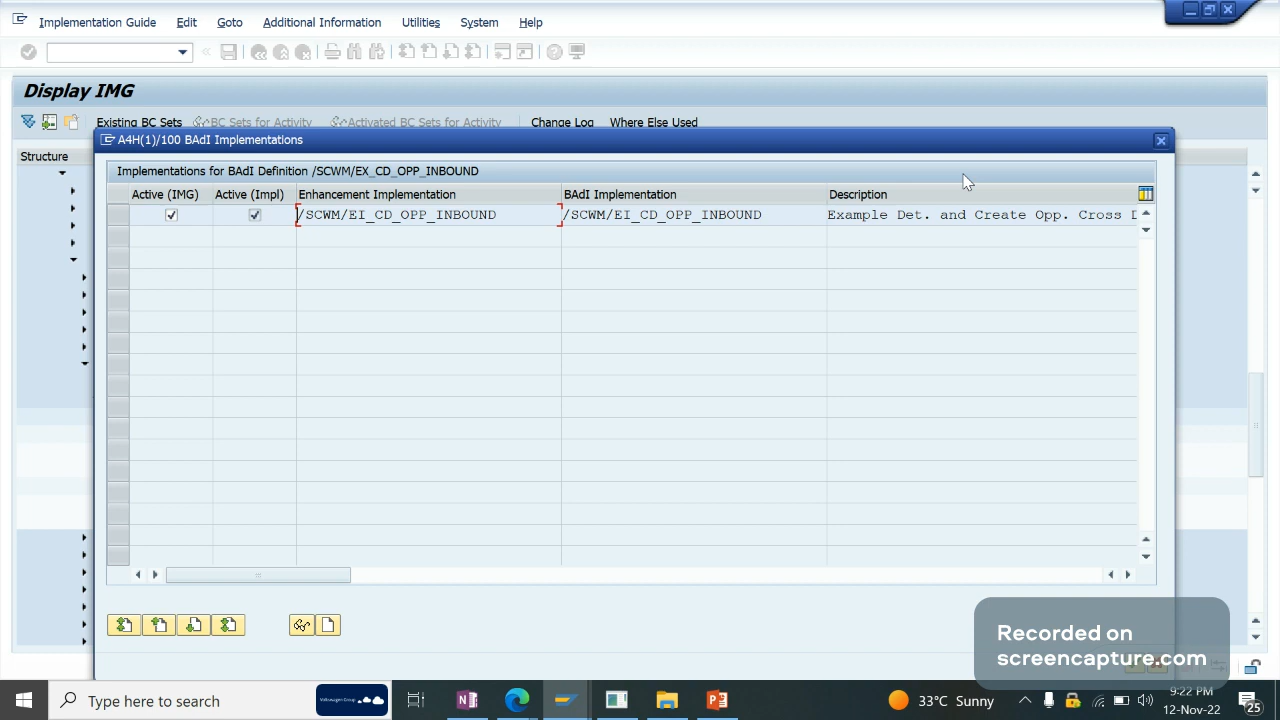 Implementation Guide Edit Goto Additional Information Utilities System Help
Display IMG
Existing BC Sets BC Sets for Activity Activated BC Sets for Activity Change Log Where Else Used
Structure
A4H(1)/100 BAdI Implementations
Implementations for BAdI Definition /SCWM/EX_CD_OPP_INBOUND
Active (IMG) Active (Impl) Enhancement Implementation BAdI Implementation Description
/SCWM/EI_CD_OPP_INBOUND /SCWM/EI_CD_OPP_INBOUND Example Det. and Create Opp. Cross D
Recorded on
screencapture.com
Type here to search
33°C Sunny
9:22 PM
12-Nov-22
25